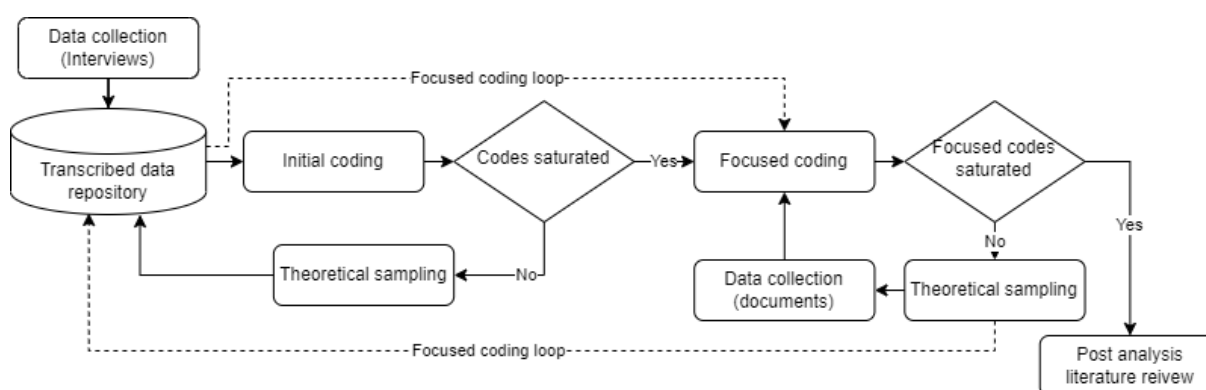 Data collection
(Interviews)
Focused coding loop
Transcribed data
repository
Initial coding
Codes saturated
Yes
Focused coding
Focused codes
saturated
Yes
No
Theoretical sampling
No
Data collection
(documents)
Theoretical sampling
Focused coding loop
Post analysis
literature reivew